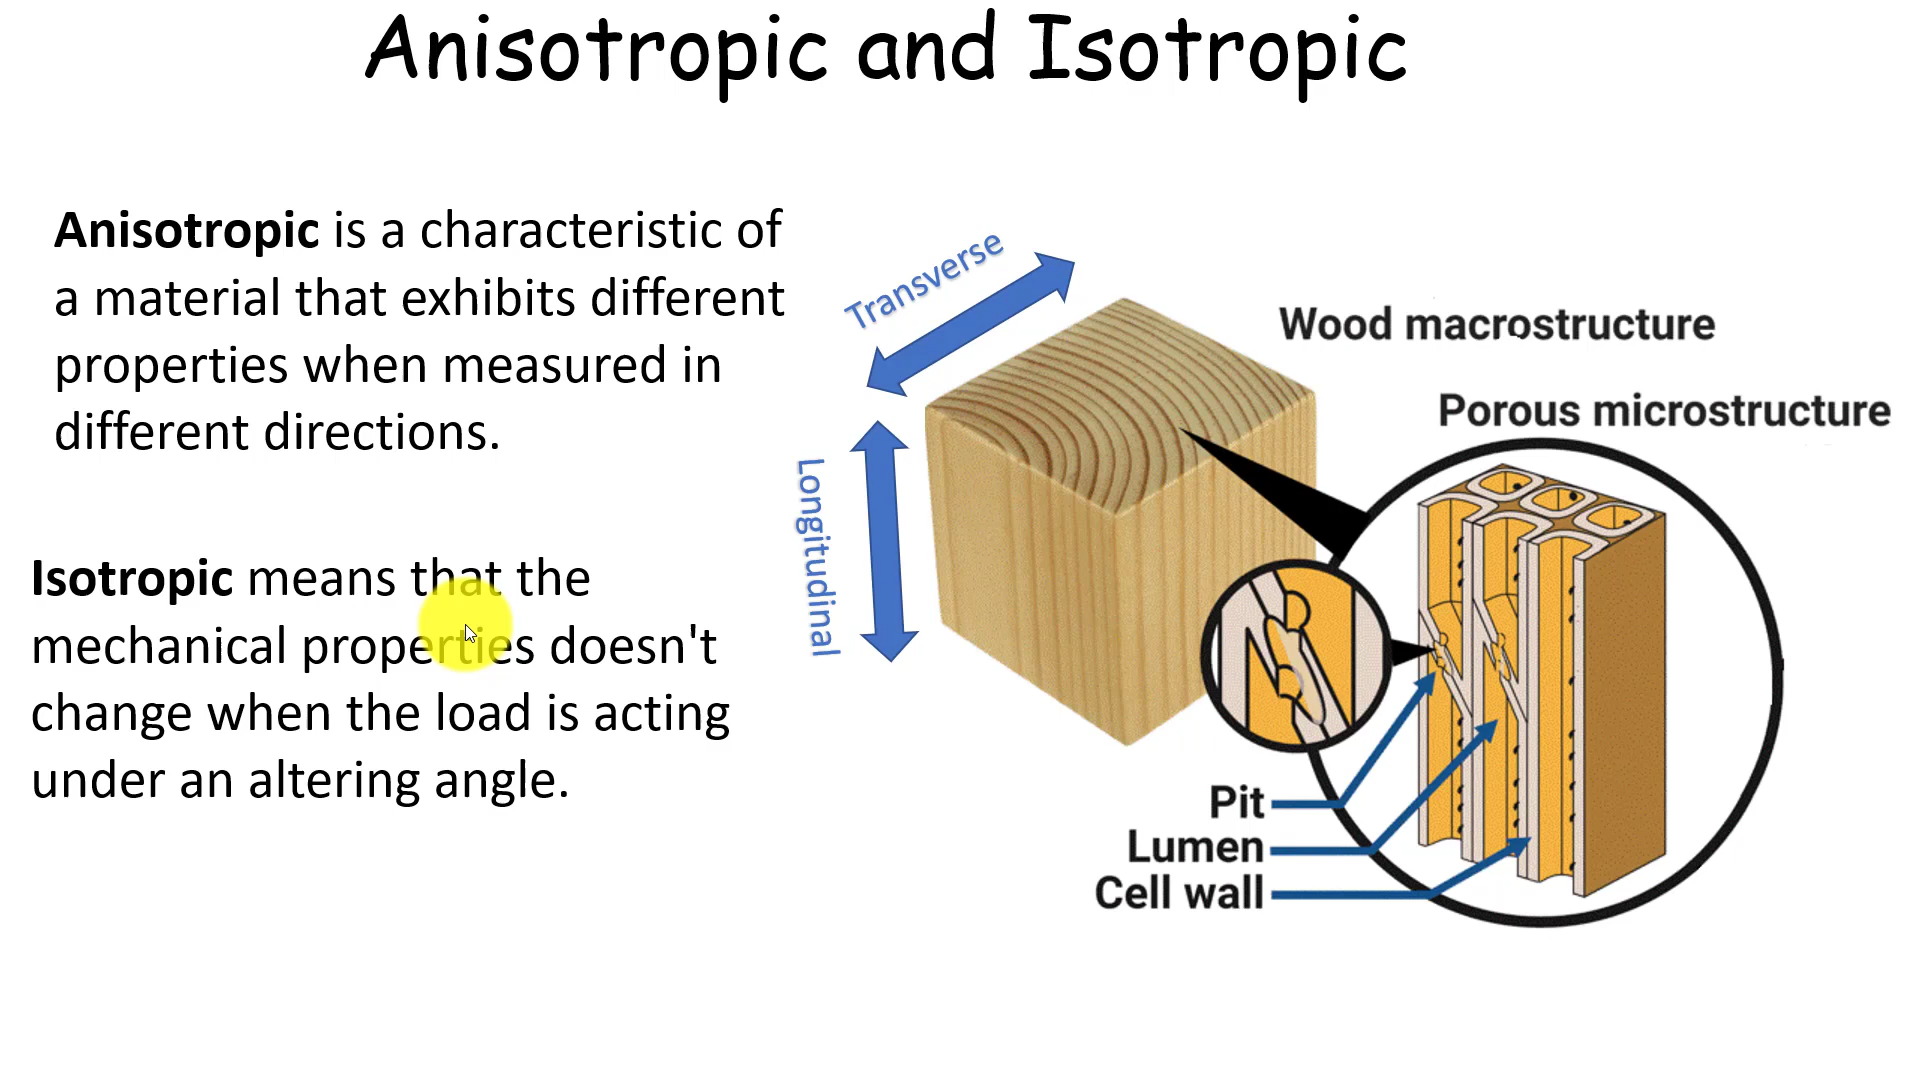 Anisotropic and Isotropic
Anisotropic is a characteristic of
a material that exhibits different
properties when measured in
different directions.
Isotropic means that the
mechanical properties doesn't
change when the load is acting
under an altering angle.
Transverse
Longitudinal
Wood macrostructure
Porous microstructure
Pit
Lumen
Cell wall